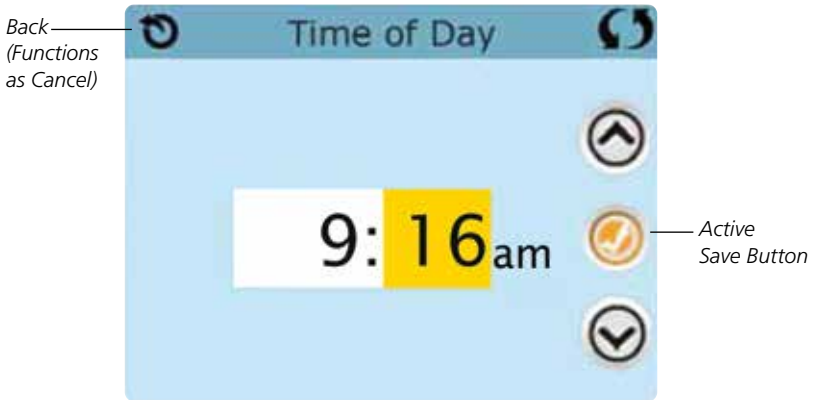 Back
(Functions
as Cancel)
Time of Day
9:16am
Active
Save Button